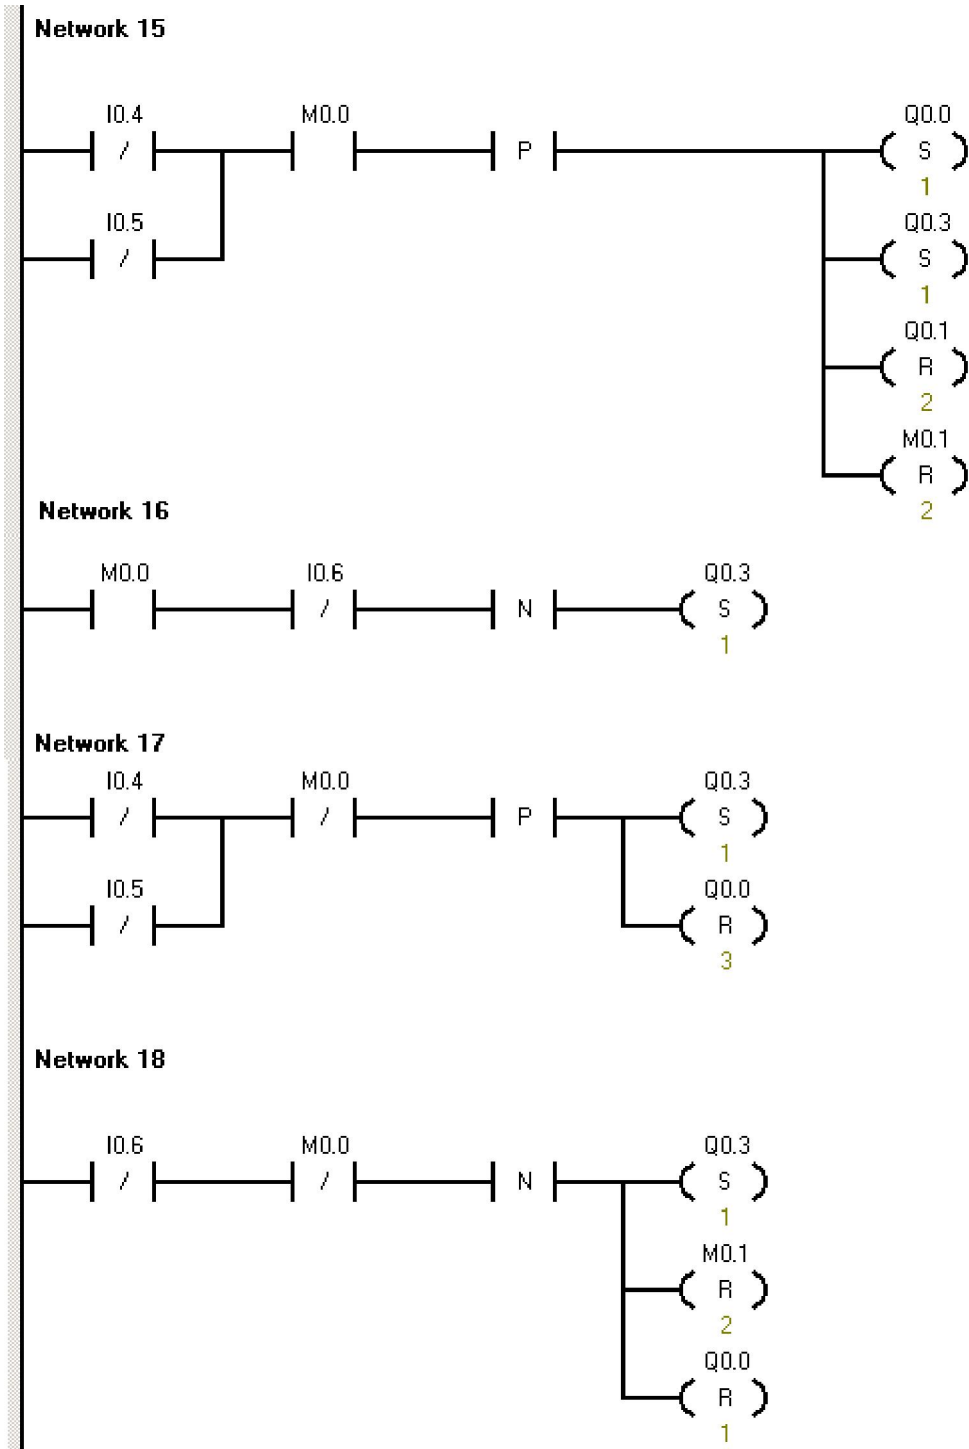 Network 15
I0.4 M0.0 Q0.0
/ P S
1
I0.5 Q0.3
/ S
1
Q0.1
R
2
M0.1
R
2
Network 16
M0.0 I0.6 Q0.3
/ N S
1
Network 17
I0.4 M0.0 Q0.3
/ / P S
1
I0.5 Q0.0
/ R
3
Network 18
I0.6 M0.0 Q0.3
/ / N S
1
M0.1
R
2
Q0.0
R
1